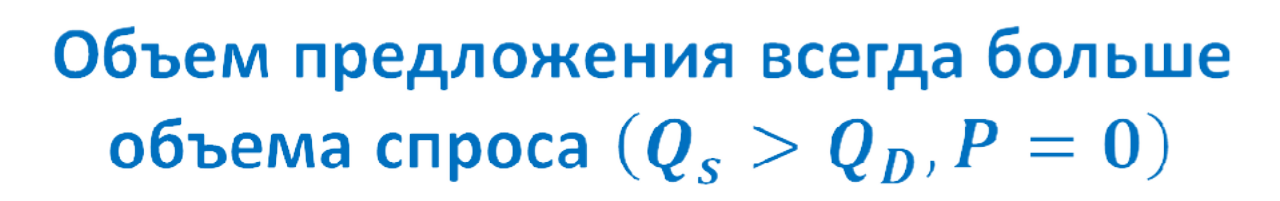 Объем предложения всегда больше
объема спроса (Q_s > Q_D, P = 0)